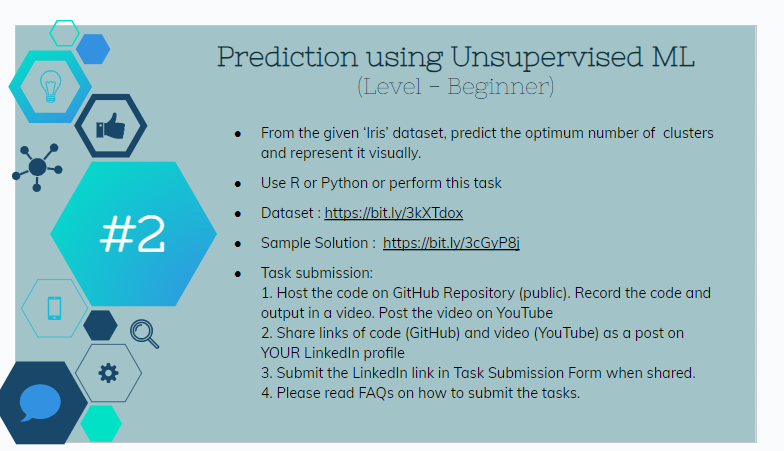 Prediction using Unsupervised ML
(Level - Beginner)
● From the given ‘Iris’ dataset, predict the optimum number of clusters
and represent it visually.
● Use R or Python or perform this task
● Dataset : https://bit.ly/3kXTdox
● Sample Solution : https://bit.ly/3cGyP8j
● Task submission:
1. Host the code on GitHub Repository (public). Record the code and
output in a video. Post the video on YouTube
2. Share links of code (GitHub) and video (YouTube) as a post on
YOUR LinkedIn profile
3. Submit the LinkedIn link in Task Submission Form when shared.
4. Please read FAQs on how to submit the tasks.
#2